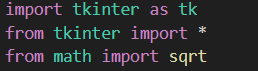 import tkinter as tk
from tkinter import *
from math import sqrt